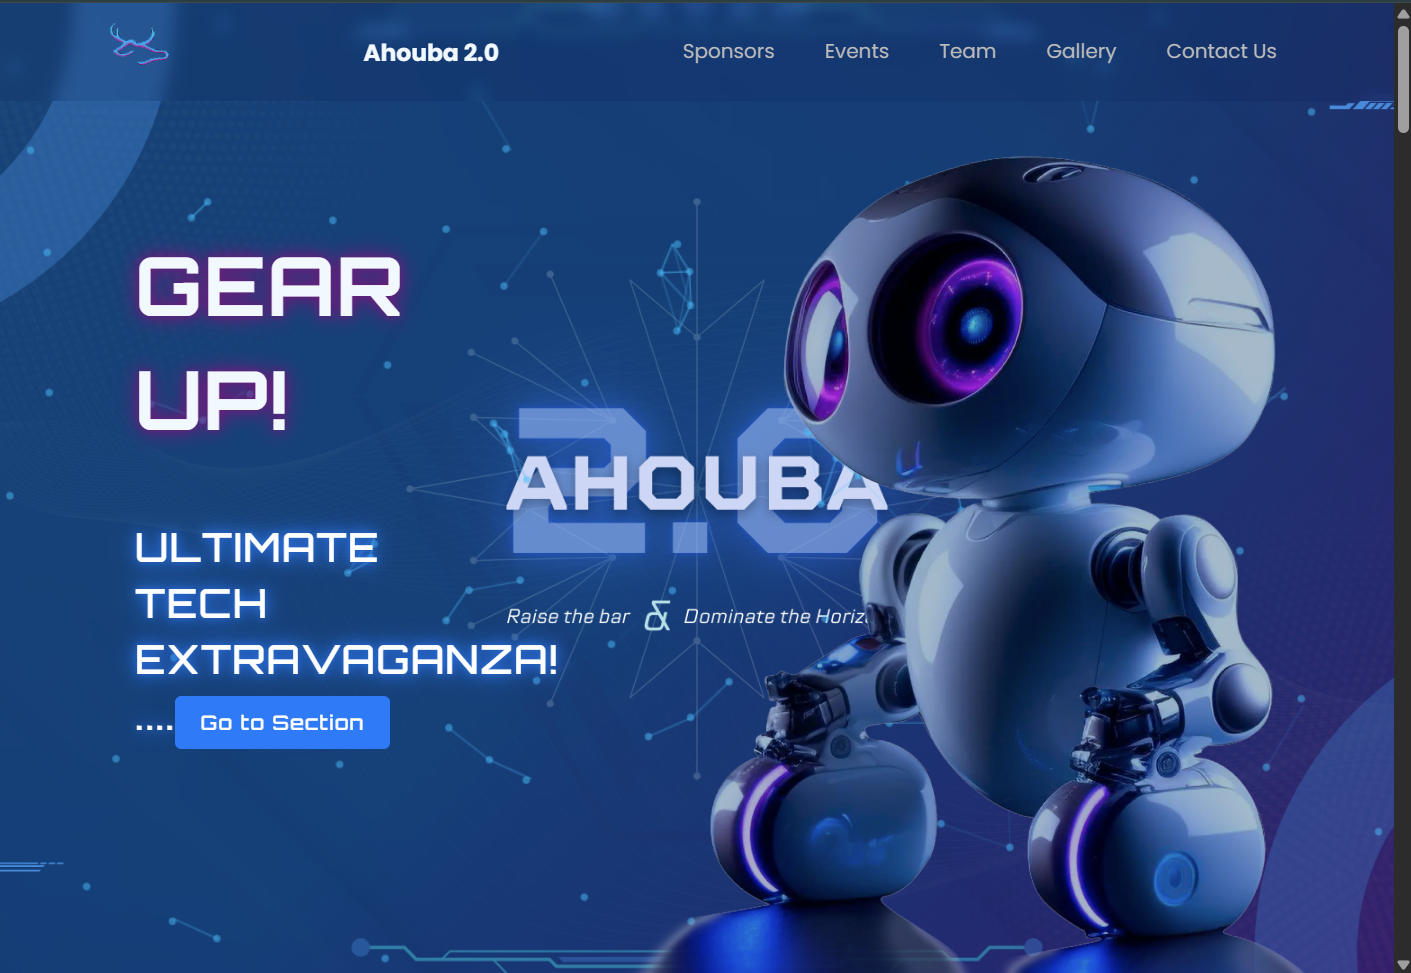 Ahouba 2.0
Sponsors
Events
Team
Gallery
Contact Us
GEAR
UP!
2.0
AHOUBA
Raise the bar & Dominate the Horiz
ULTIMATE
TECH
EXTRAVAGANZA!
....
Go to Section